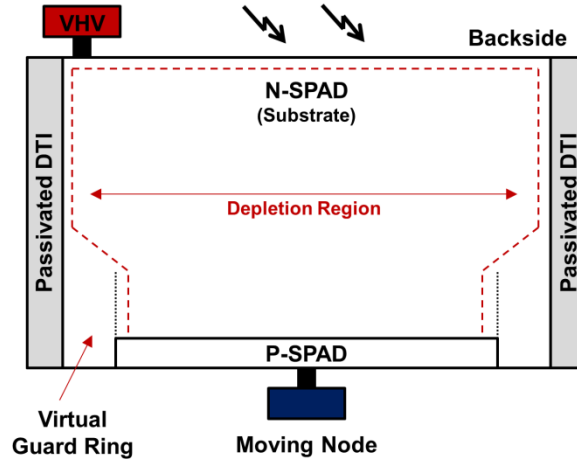 VHV
Backside
N-SPAD
(Substrate)
Passivated DTI
Passivated DTI
Depletion Region
P-SPAD
Virtual
Guard Ring
Moving Node